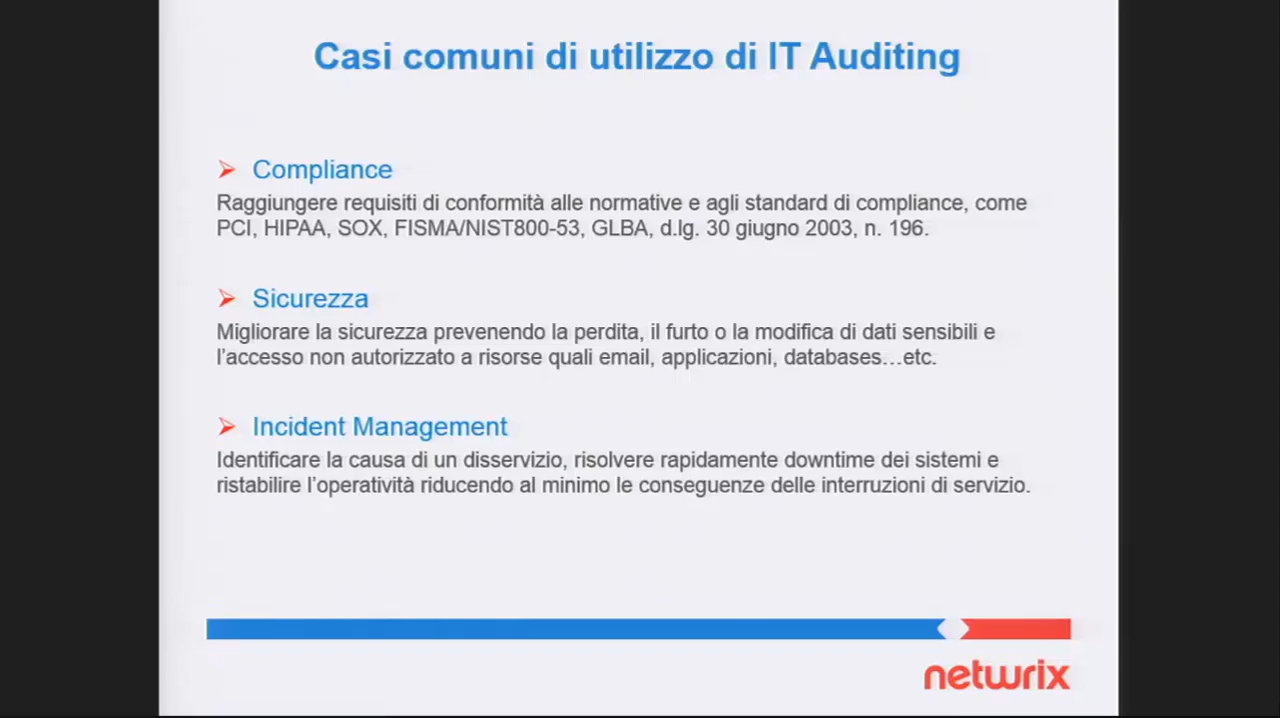 Casi comuni di utilizzo di IT Auditing
Compliance
Raggiungere requisiti di conformità alle normative e agli standard di compliance, come
PCI, HIPAA, SOX, FISMA/NIST800-53, GLBA, d.lg. 30 giugno 2003, n. 196.
Sicurezza
Migliorare la sicurezza prevenendo la perdita, il furto o la modifica di dati sensibili e
l’accesso non autorizzato a risorse quali email, applicazioni, databases…etc.
Incident Management
Identificare la causa di un disservizio, risolvere rapidamente downtime dei sistemi e
ristabilire l’operatività riducendo al minimo le conseguenze delle interruzioni di servizio.
netwrix